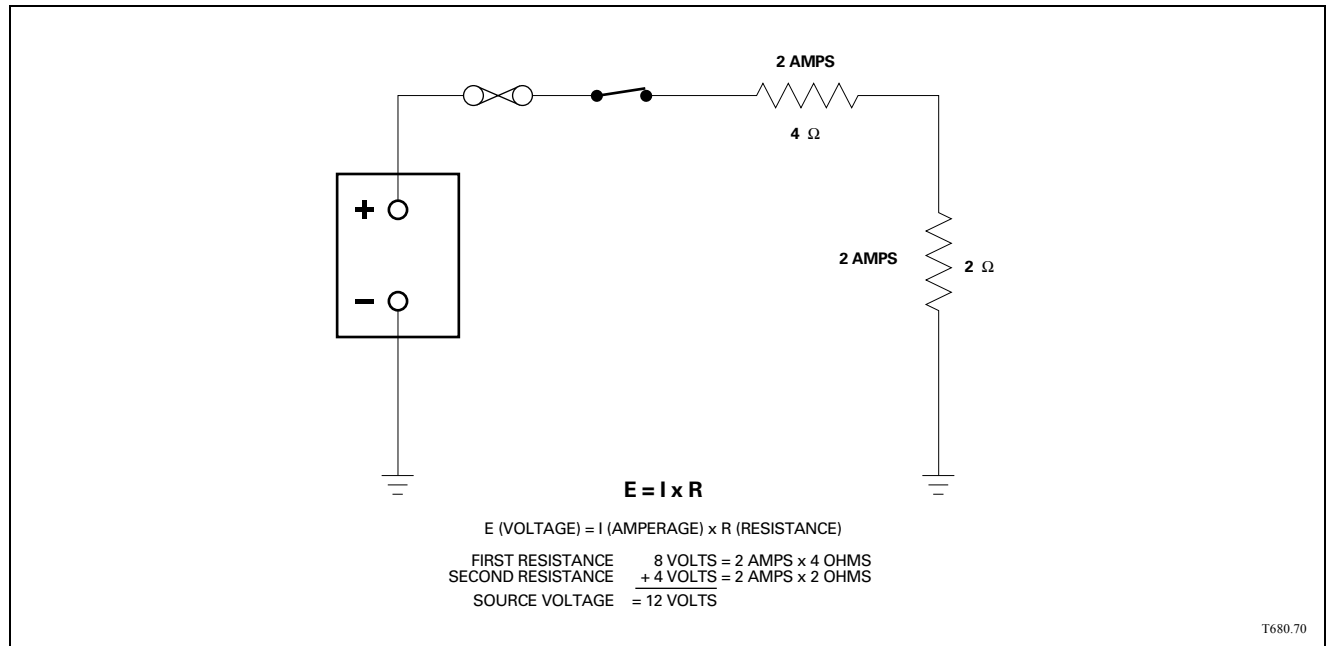 2 AMPS
4 Ω
+
2 AMPS
2 Ω
–
E = I x R
E (VOLTAGE) = I (AMPERAGE) x R (RESISTANCE)
FIRST RESISTANCE 8 VOLTS = 2 AMPS x 4 OHMS
SECOND RESISTANCE + 4 VOLTS = 2 AMPS x 2 OHMS
SOURCE VOLTAGE = 12 VOLTS
T680.70